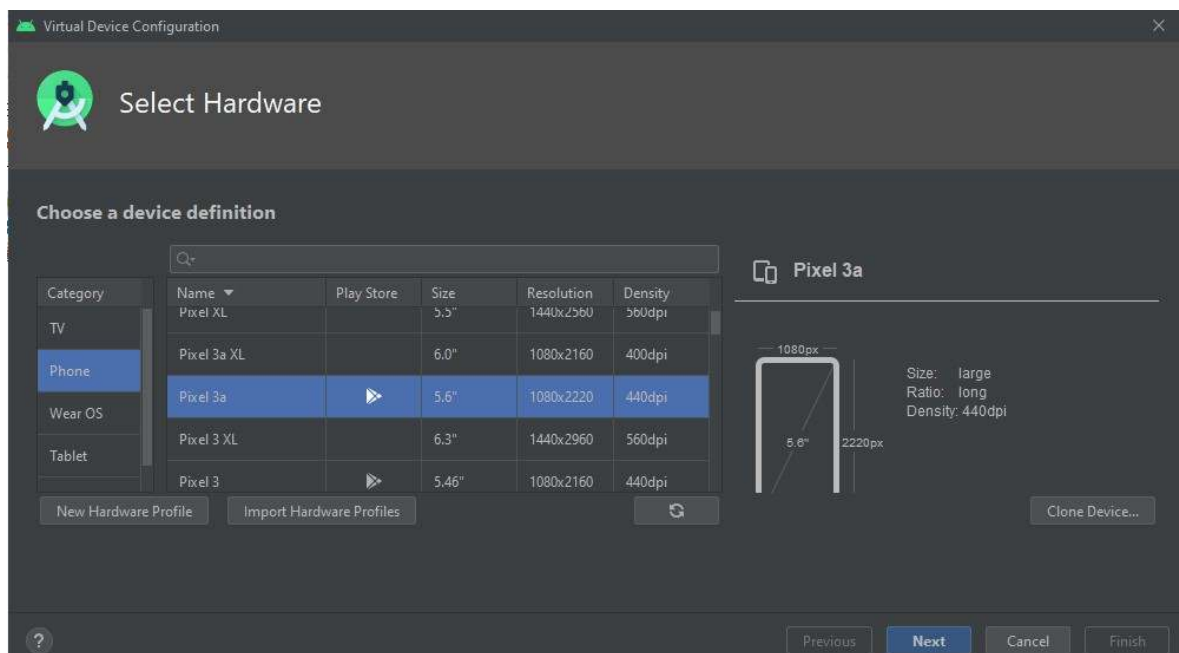 Virtual Device Configuration
Select Hardware
Choose a device definition
Category
TV
Phone
Wear OS
Tablet
Name Play Store Size Resolution Density
Pixel XL 5.5" 1440x2560 560dpi
Pixel 3a XL 6.0" 1080x2160 400dpi
Pixel 3a 5.6" 1080x2220 440dpi
Pixel 3 XL 6.3" 1440x2960 560dpi
Pixel 3 5.46" 1080x2160 440dpi
New Hardware Profile Import Hardware Profiles
Pixel 3a
1080px
5.6" 2220px
Size: large
Ratio: long
Density: 440dpi
Clone Device...
? Previous Next Cancel Finish